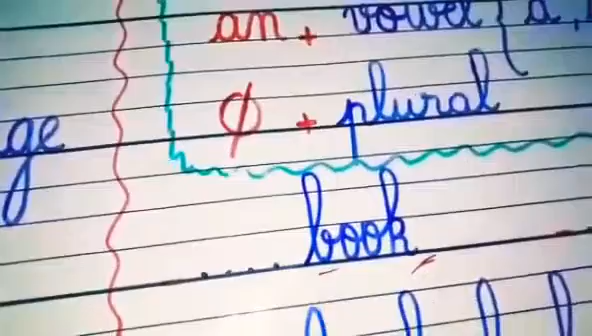 an + vowel { a,
ge
ϕ + plural
.... book